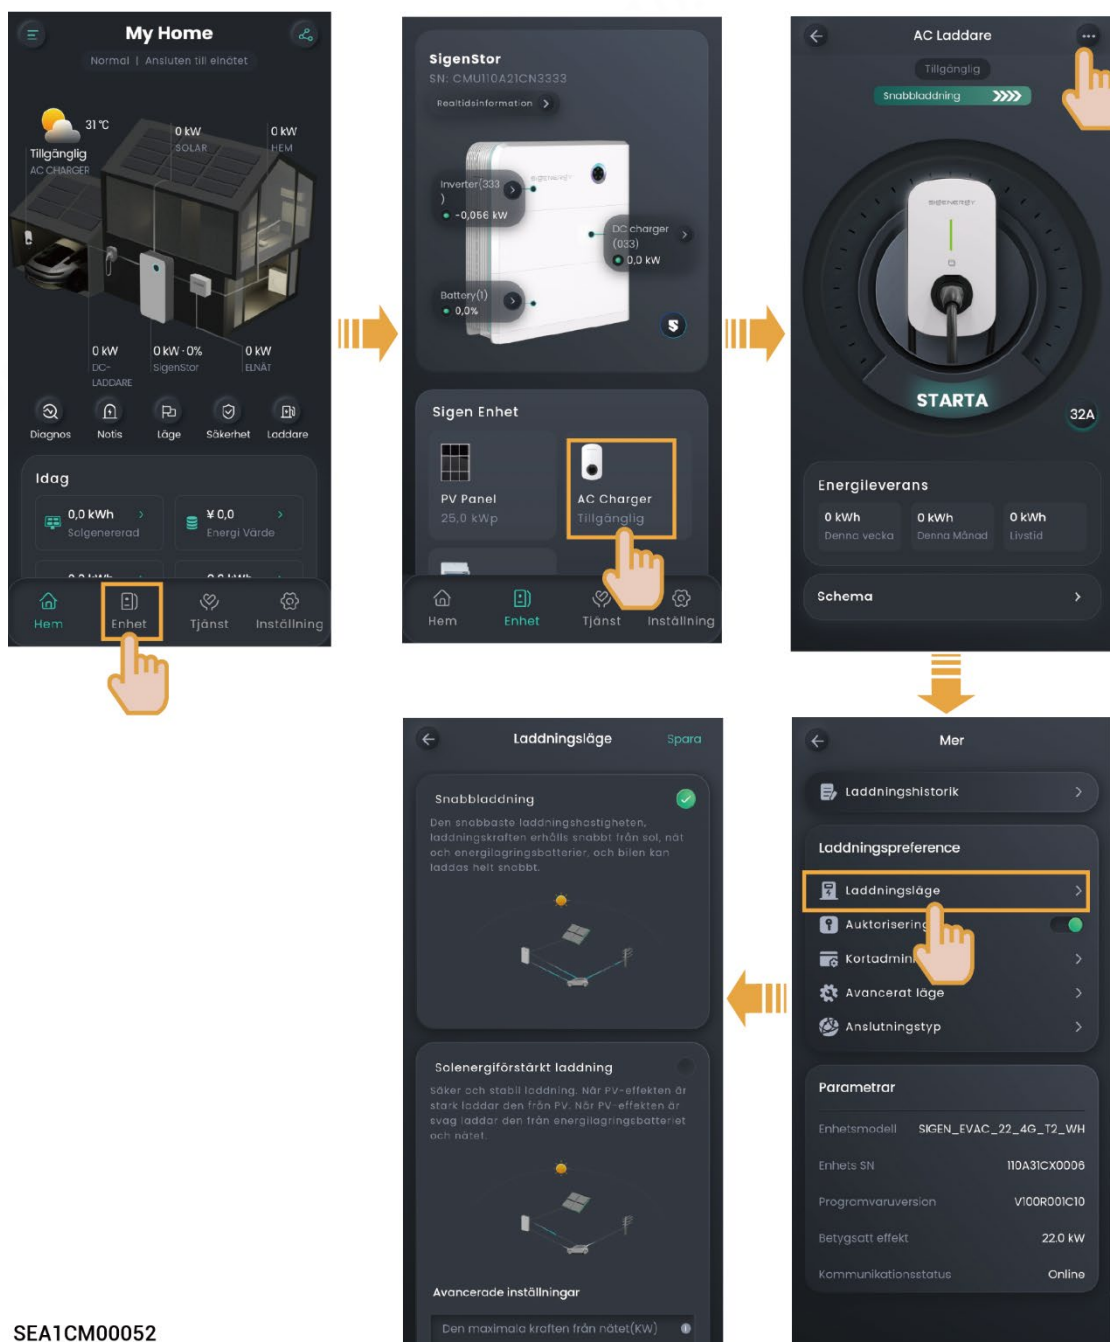 My Home
Normal | Ansluten till elnätet
31 °C
Tillgänglig
AC CHARGER
0 kW
SOLAR
0 kW
HEM
0 kW
DC-
LADDARE
0 kW · 0%
SigenStor
0 kW
ELNÄT
Diagnos
Notis
Läge
Säkerhet
Laddare
Idag
0,0 kWh
Solgenererad
¥ 0,0
Energi Värde
Hem
Enhet
Tjänst
Inställning
SigenStor
SN: CMU110A21CN3333
Realtidsinformation
SIGENERGY
Inverter(333
)
-0,056 kW
DC charger
(033)
0,0 kW
Battery(1)
0,0%
Sigen Enhet
PV Panel
25,0 kWp
AC Charger
Tillgänglig
Hem
Enhet
Tjänst
Inställning
AC Laddare
Tillgänglig
Snabbladdning
SIGENERGY
STARTA
32A
Energileverans
0 kWh
Denna vecka
0 kWh
Denna Månad
0 kWh
Livstid
Schema
Laddningsläge
Spara
Snabbladdning
Den snabbaste laddningshastigheten,
laddningskraften erhålls snabbt från sol, nät
och energilagringsbatterier, och bilen kan
laddas helt snabbt.
Solenergiförstärkt laddning
Säker och stabil laddning. När PV-effekten är
stark laddar den från PV. När PV-effekten är
svag laddar den från energilagringsbatteriet
och nätet.
Avancerade inställningar
Den maximala kraften från nätet(KW)
Mer
Laddningshistorik
Laddningspreference
Laddningsläge
Auktorisering
Kortadmin
Avancerat läge
Anslutningstyp
Parametrar
Enhetsmodell SIGEN_EVAC_22_4G_T2_WH
Enhets SN 110A31CX0006
Programvaruversion V100R001C10
Betygsatt effekt 22.0 kW
Kommunikationsstatus Online
SEA1CM00052